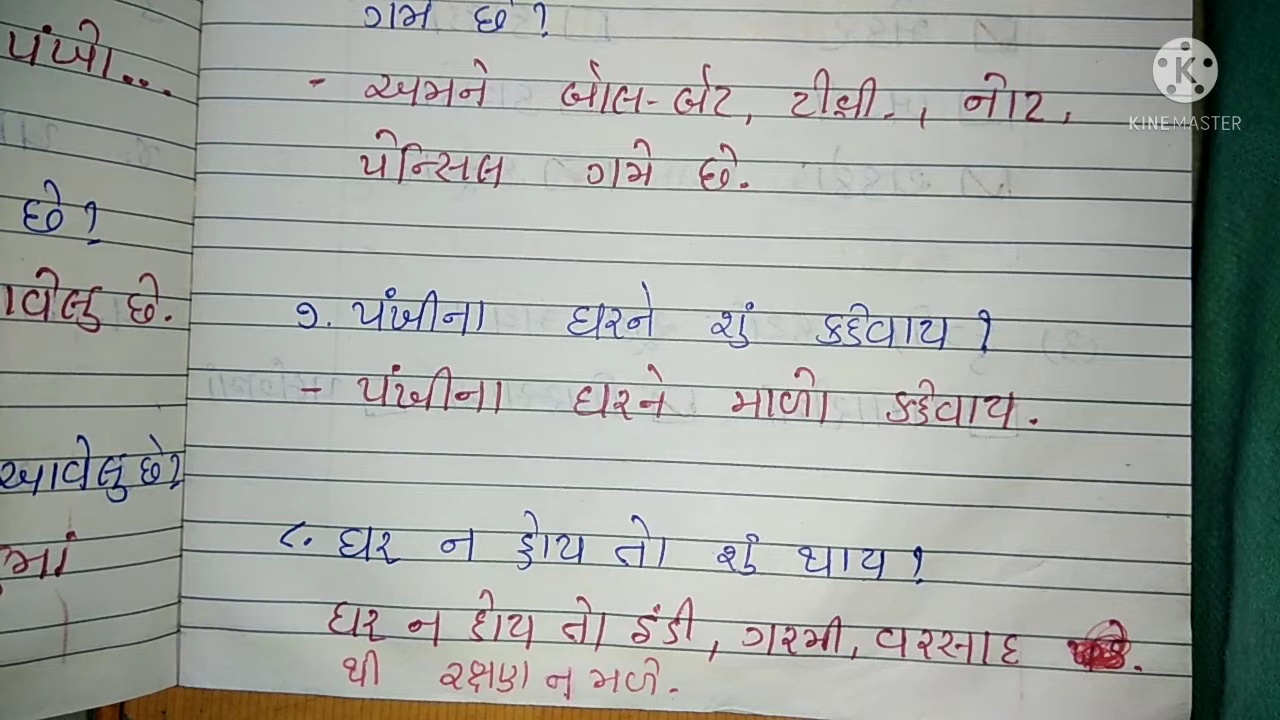 પંખો...
છે?
વેલુ છે.
આવેલુ છે?
માં
ગમે છે?
- અમને બોલ-બેટ, ટીવી., નોટ,
પેન્સિલ ગમે છે.
૭. પંખીના ઘરને શું કહેવાય?
- પંખીના ઘરને માળો કહેવાય.
૮. ઘર ન હોય તો શું થાય?
ઘર ન હોય તો ઠંડી, ગરમી, વરસાદ
થી રક્ષણ ન મળે.
K
KINEMASTER